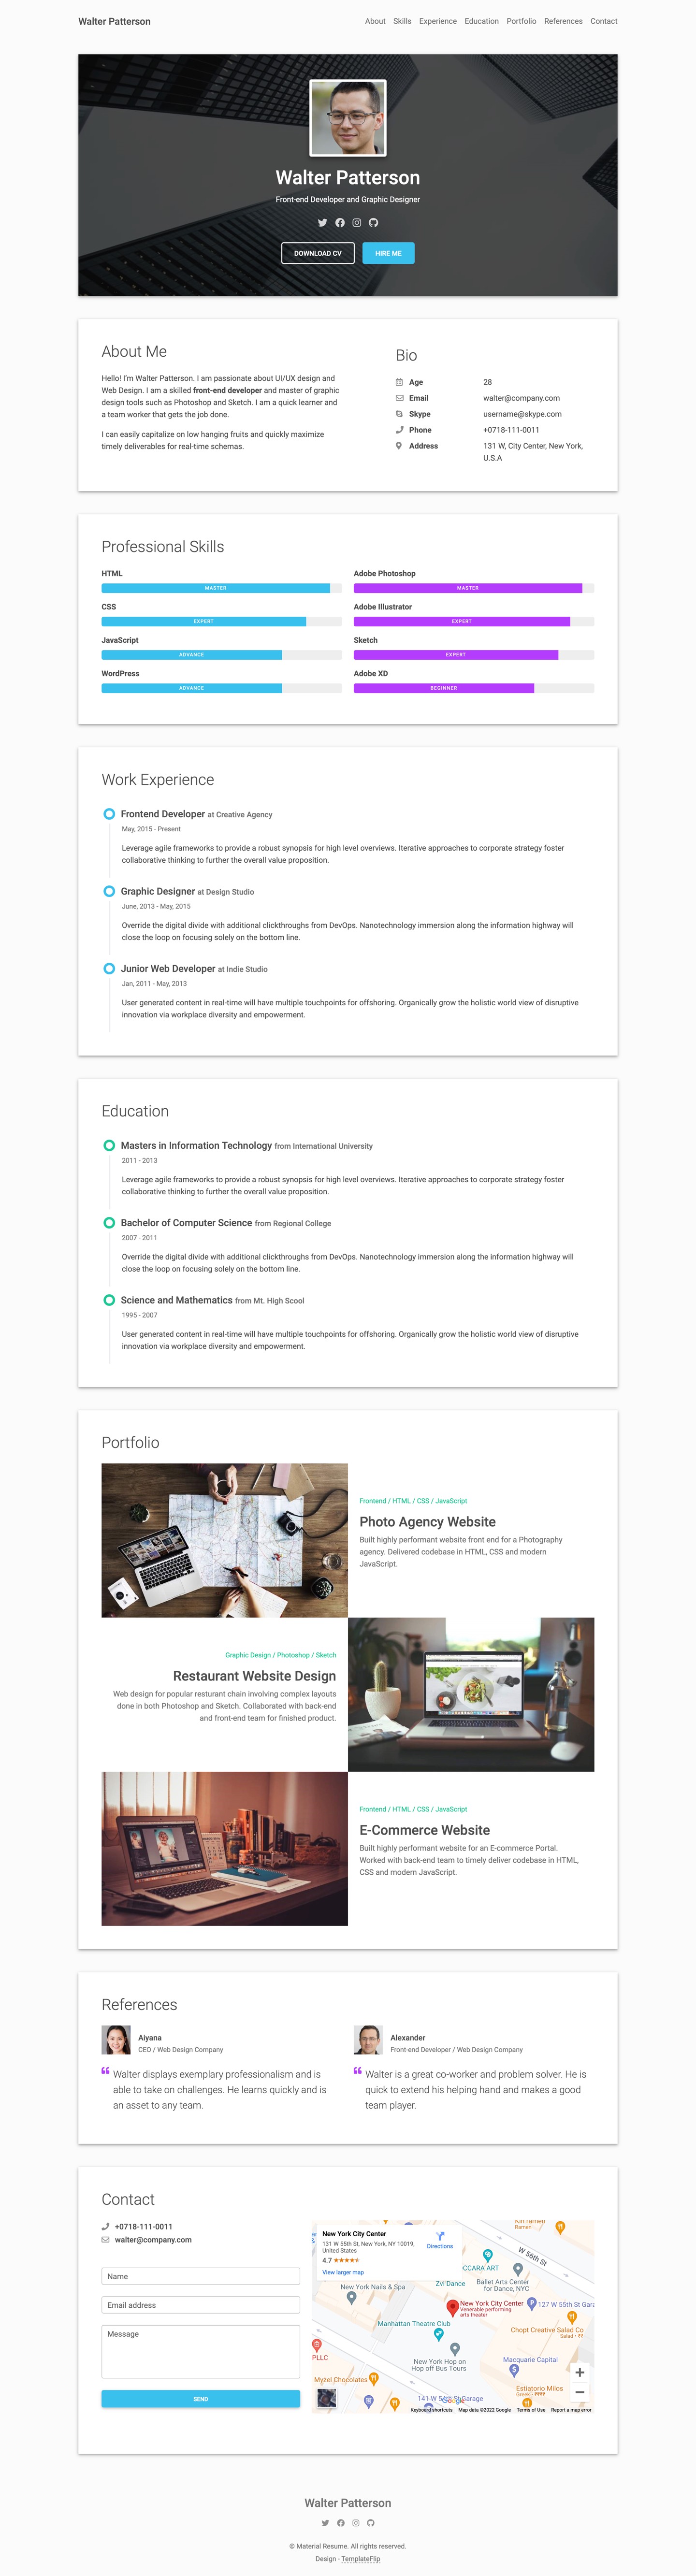 Walter Patterson
About Skills Experience Education Portfolio References Contact
Walter Patterson
Front-end Developer and Graphic Designer
DOWNLOAD CV
HIRE ME
About Me
Hello! I'm Walter Patterson. I am passionate about UI/UX design and
Web Design. I am a skilled front-end developer and master of graphic
design tools such as Photoshop and Sketch. I am a quick learner and
a team worker that gets the job done.
I can easily capitalize on low hanging fruits and quickly maximize
timely deliverables for real-time schemas.
Bio
Age 28
Email walter@company.com
Skype username@skype.com
Phone +0718-111-0011
Address 131 W, City Center, New York,
U.S.A
Professional Skills
HTML
MASTER
CSS
EXPERT
JavaScript
ADVANCE
WordPress
ADVANCE
Adobe Photoshop
MASTER
Adobe Illustrator
EXPERT
Sketch
EXPERT
Adobe XD
BEGINNER
Work Experience
Frontend Developer at Creative Agency
May, 2015 - Present
Leverage agile frameworks to provide a robust synopsis for high level overviews. Iterative approaches to corporate strategy foster
collaborative thinking to further the overall value proposition.
Graphic Designer at Design Studio
June, 2013 - May, 2015
Override the digital divide with additional clickthroughs from DevOps. Nanotechnology immersion along the information highway will
close the loop on focusing solely on the bottom line.
Junior Web Developer at Indie Studio
Jan, 2011 - May, 2013
User generated content in real-time will have multiple touchpoints for offshoring. Organically grow the holistic world view of disruptive
innovation via workplace diversity and empowerment.
Education
Masters in Information Technology from International University
2011 - 2013
Leverage agile frameworks to provide a robust synopsis for high level overviews. Iterative approaches to corporate strategy foster
collaborative thinking to further the overall value proposition.
Bachelor of Computer Science from Regional College
2007 - 2011
Override the digital divide with additional clickthroughs from DevOps. Nanotechnology immersion along the information highway will
close the loop on focusing solely on the bottom line.
Science and Mathematics from Mt. High Scool
1995 - 2007
User generated content in real-time will have multiple touchpoints for offshoring. Organically grow the holistic world view of disruptive
innovation via workplace diversity and empowerment.
Portfolio
Frontend / HTML / CSS / JavaScript
Photo Agency Website
Built highly performant website front end for a Photography
agency. Delivered codebase in HTML, CSS and modern
JavaScript.
Graphic Design / Photoshop / Sketch
Restaurant Website Design
Web design for popular resturant chain involving complex layouts
done in both Photoshop and Sketch. Collaborated with back-end
and front-end team for finished product.
Frontend / HTML / CSS / JavaScript
E-Commerce Website
Built highly performant website for an E-commerce Portal.
Worked with back-end team to timely deliver codebase in HTML,
CSS and modern JavaScript.
References
Aiyana
CEO / Web Design Company
Walter displays exemplary professionalism and is
able to take on challenges. He learns quickly and is
an asset to any team.
Alexander
Front-end Developer / Web Design Company
Walter is a great co-worker and problem solver. He is
quick to extend his helping hand and makes a good
team player.
Contact
+0718-111-0011
walter@company.com
Name
Email address
Message
SEND
New York City Center
131 W 55th St, New York, NY 10019,
United States
4.7
View larger map
Directions
Ramen
W 56th St
CCARA ART
Zvi Dance
Ballet Arts Center
for Dance, NYC
New York Nails & Spa
New York City Center
Venerable performing
arts theater
127 W 55th St Gara
Manhattan Theatre Club
Chopt Creative Salad Co
Salad • ₱₱
PLLC
New York Hop on
Hop off Bus Tours
Macquarie Capital
Myzel Chocolates
Estiatorio Milos
Greek • ₱₱₱₱
141 W 54th St Garage
Google
Keyboard shortcuts Map data ©2022 Google Terms of Use Report a map error
Walter Patterson
© Material Resume. All rights reserved.
Design - TemplateFlip